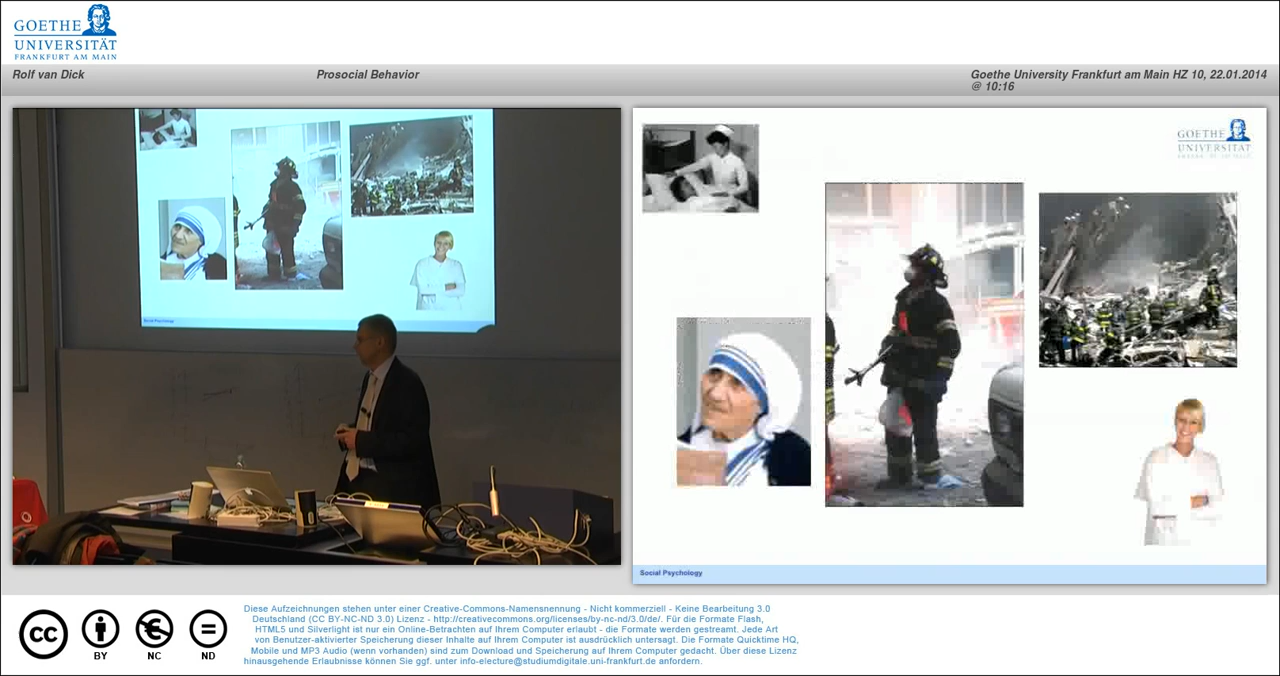 GOETHE
UNIVERSITÄT
FRANKFURT AM MAIN
Rolf van Dick
Prosocial Behavior
Goethe University Frankfurt am Main HZ 10, 22.01.2014
@ 10:16
GOETHE
UNIVERSITÄT
Social Psychology
Social Psychology
cc
BY
NC
ND
Diese Aufzeichnungen stehen unter einer Creative-Commons-Namensnennung - Nicht kommerziell - Keine Bearbeitung 3.0
Deutschland (CC BY-NC-ND 3.0) Lizenz - http://creativecommons.org/licenses/by-nc-nd/3.0/de/. Für die Formate Flash,
HTML5 und Silverlight ist nur ein Online-Betrachten auf Ihrem Computer erlaubt - die Formate werden gestreamt. Jede Art
von Benutzer-aktivierter Speicherung dieser Inhalte auf Ihrem Computer ist ausdrücklich untersagt. Die Formate Quicktime HQ,
Mobile und MP3 Audio (wenn vorhanden) sind zum Download und Speicherung auf Ihrem Computer gedacht. Über diese Lizenz
hinausgehende Erlaubnisse können Sie ggf. unter info-electure@studiumdigitale.uni-frankfurt.de anfordern.